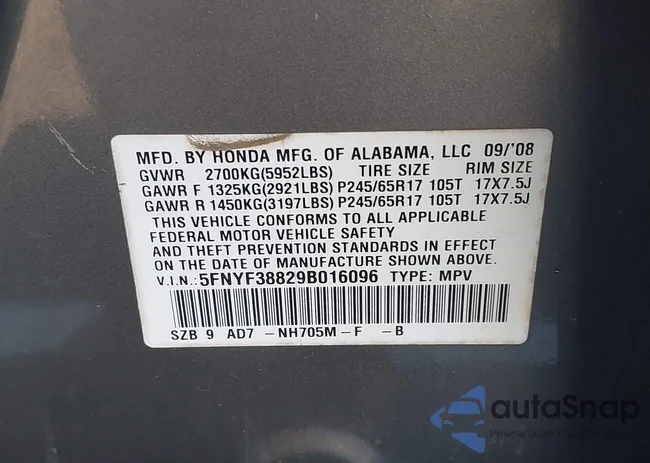 MFD. BY HONDA MFG. OF ALABAMA, LLC 09/'08
GVWR 2700KG(5952LBS) TIRE SIZE RIM SIZE
GAWR F 1325KG(2921LBS) P245/65R17 105T 17X7.5J
GAWR R 1450KG(3197LBS) P245/65R17 105T 17X7.5J
THIS VEHICLE CONFORMS TO ALL APPLICABLE
FEDERAL MOTOR VEHICLE SAFETY
AND THEFT PREVENTION STANDARDS IN EFFECT
ON THE DATE OF MANUFACTURE SHOWN ABOVE.
V.I.N.: 5FNYF38829B016096 TYPE: MPV
SZB 9 AD7 -NH705M-F -B
autoSnap
Pewne auto